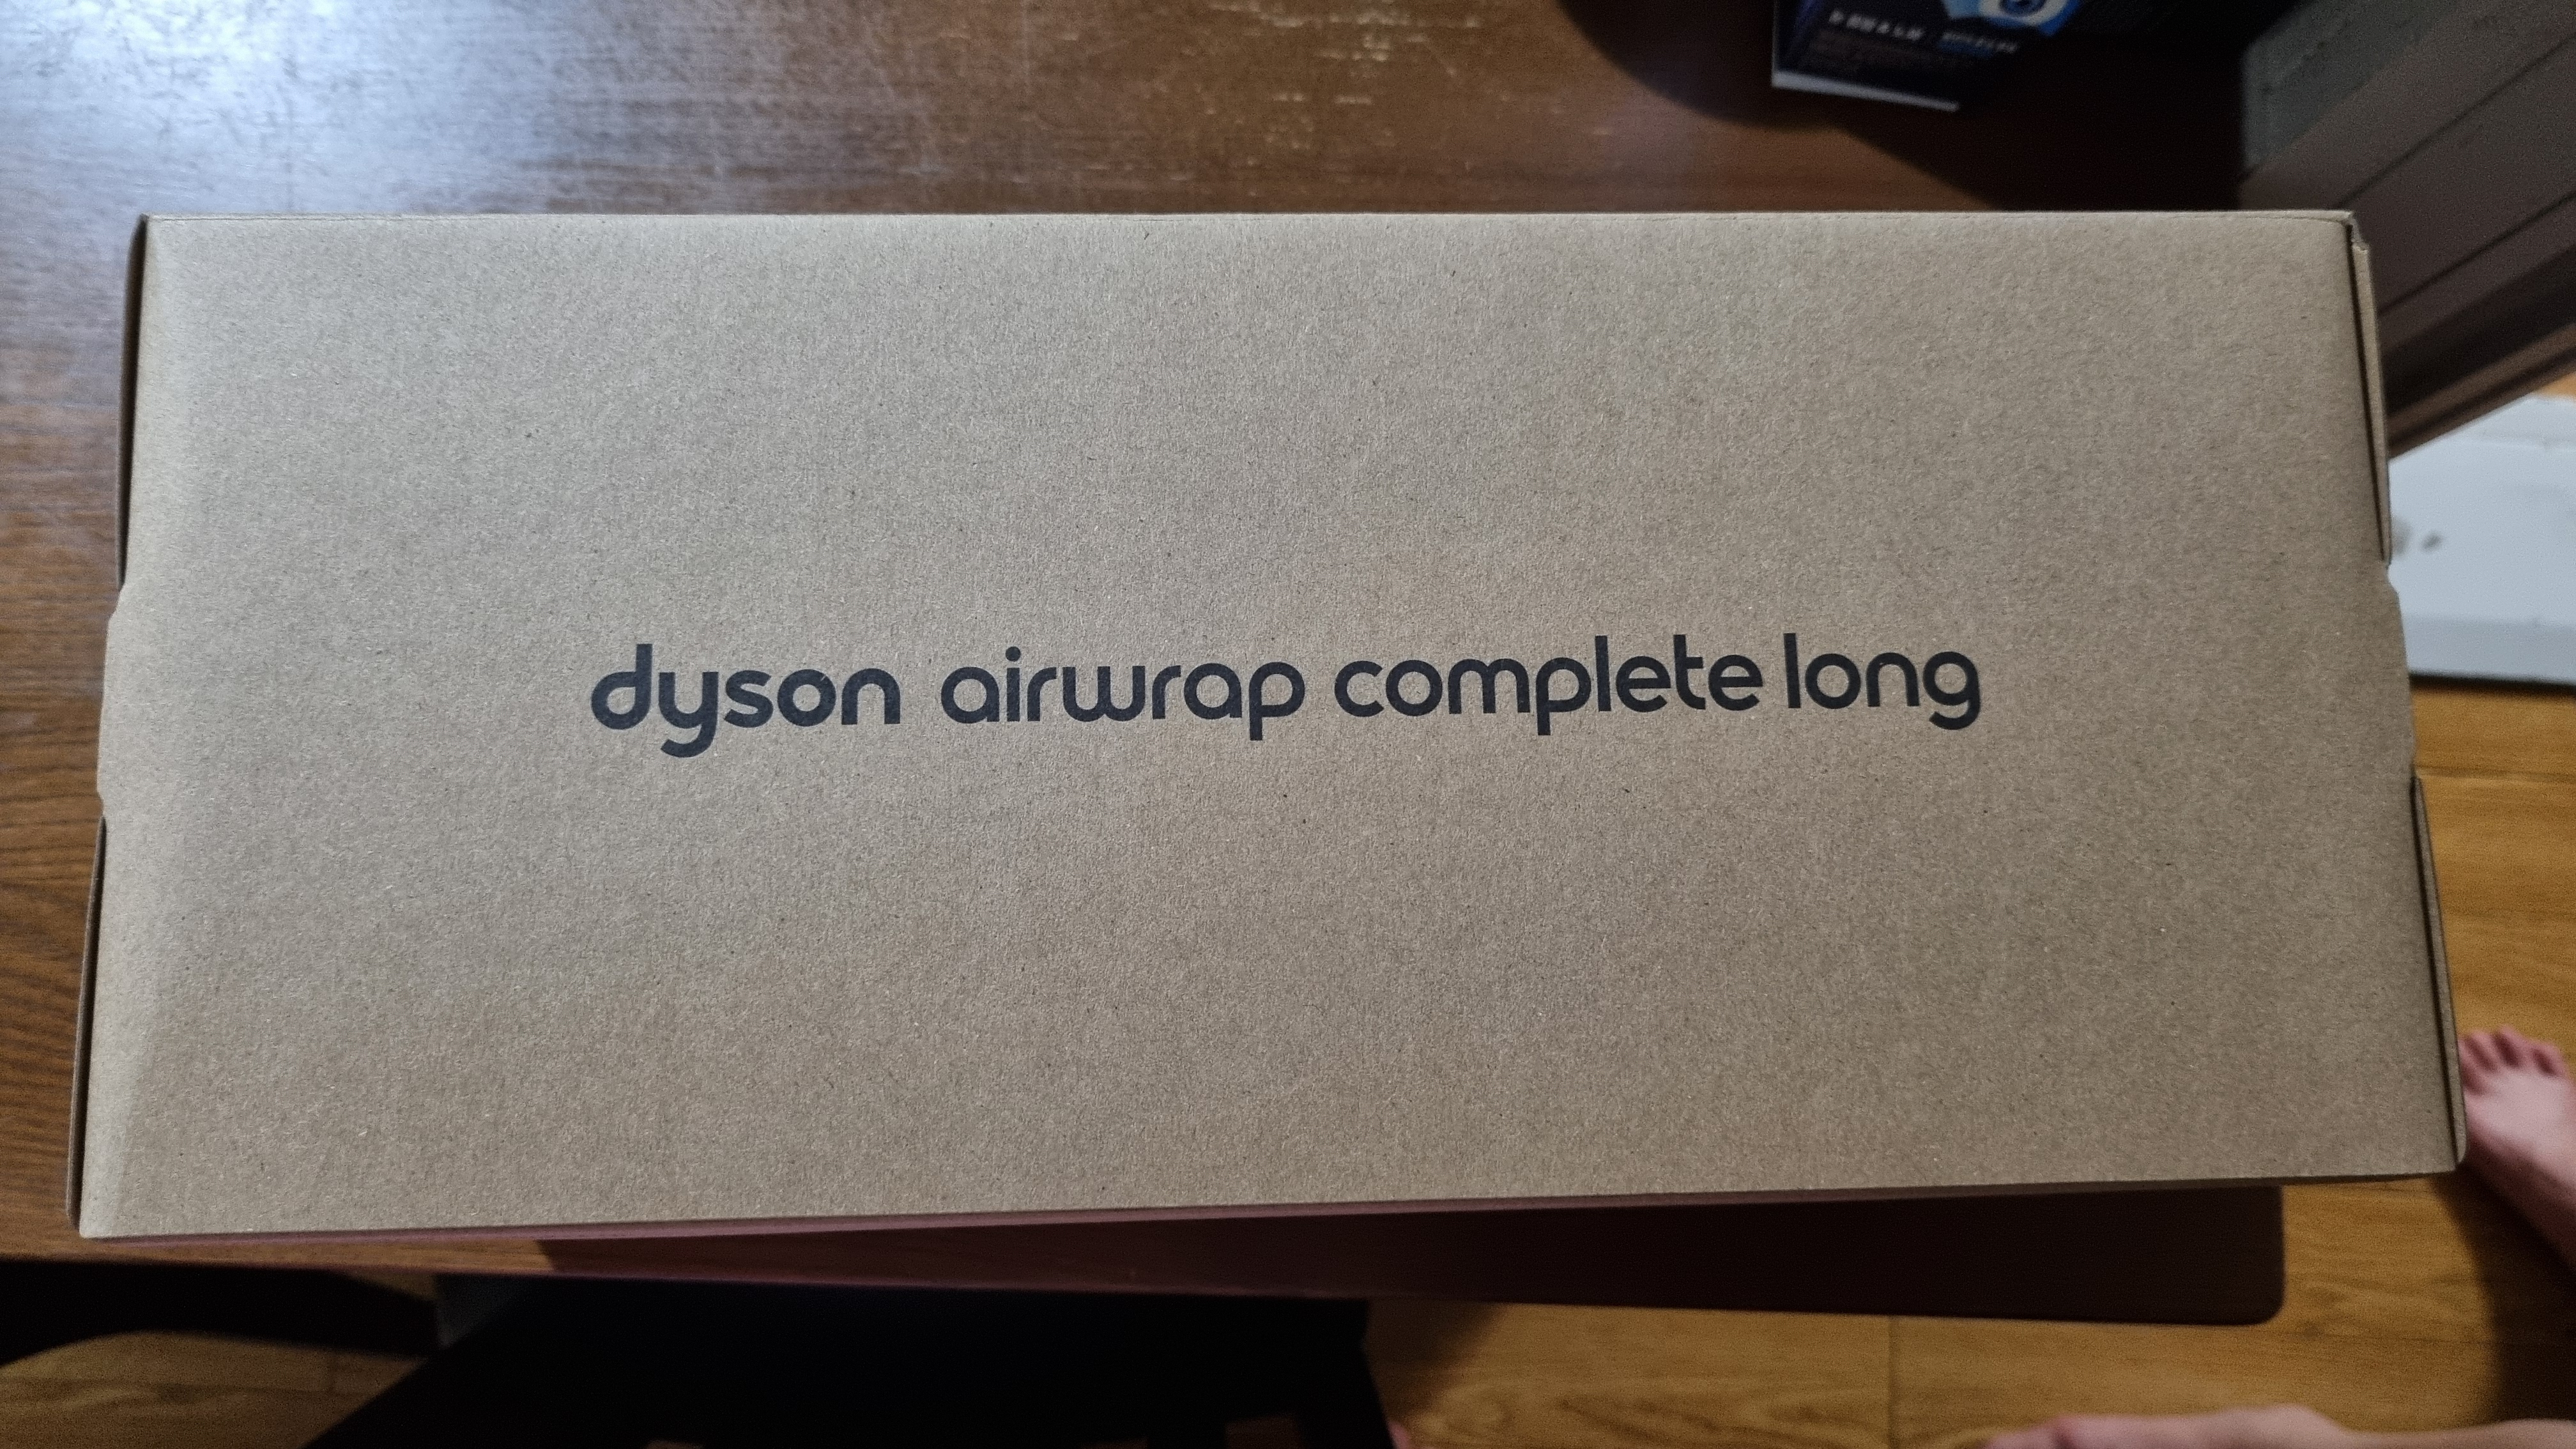 dyson airwrap complete long